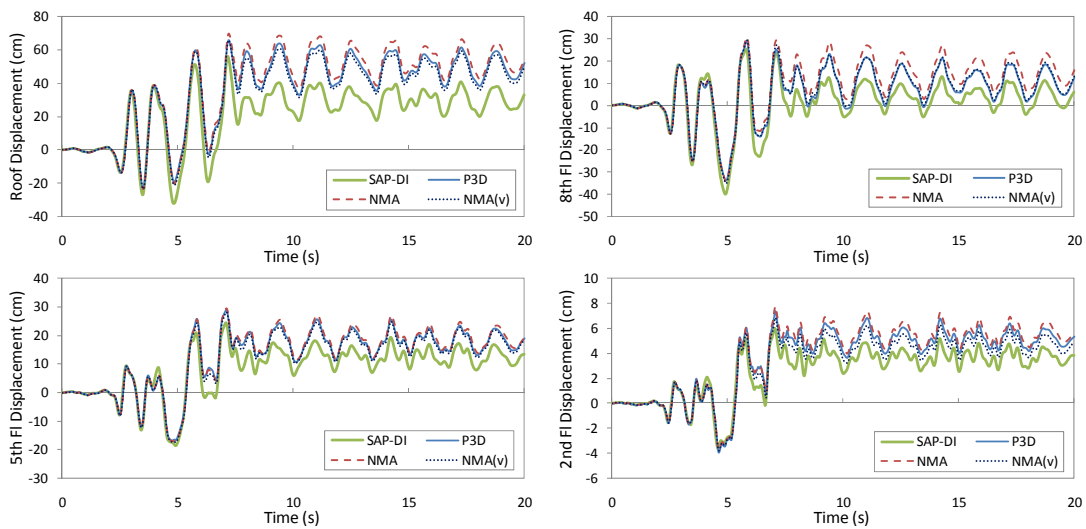 Roof Displacement (cm)
80
60
40
20
0
-20
-40
0 5 10 15 20
Time (s)
SAP-DI P3D
NMA NMA(v)
8th Fl Displacement (cm)
40
30
20
10
0
-10
-20
-30
-40
-50
0 5 10 15 20
Time (s)
SAP-DI P3D
NMA NMA(v)
5th Fl Displacement (cm)
40
30
20
10
0
-10
-20
-30
0 5 10 15 20
Time (s)
SAP-DI P3D
NMA NMA(v)
2nd Fl Displacement (cm)
10
8
6
4
2
0
-2
-4
-6
0 5 10 15 20
Time (s)
SAP-DI P3D
NMA NMA(v)